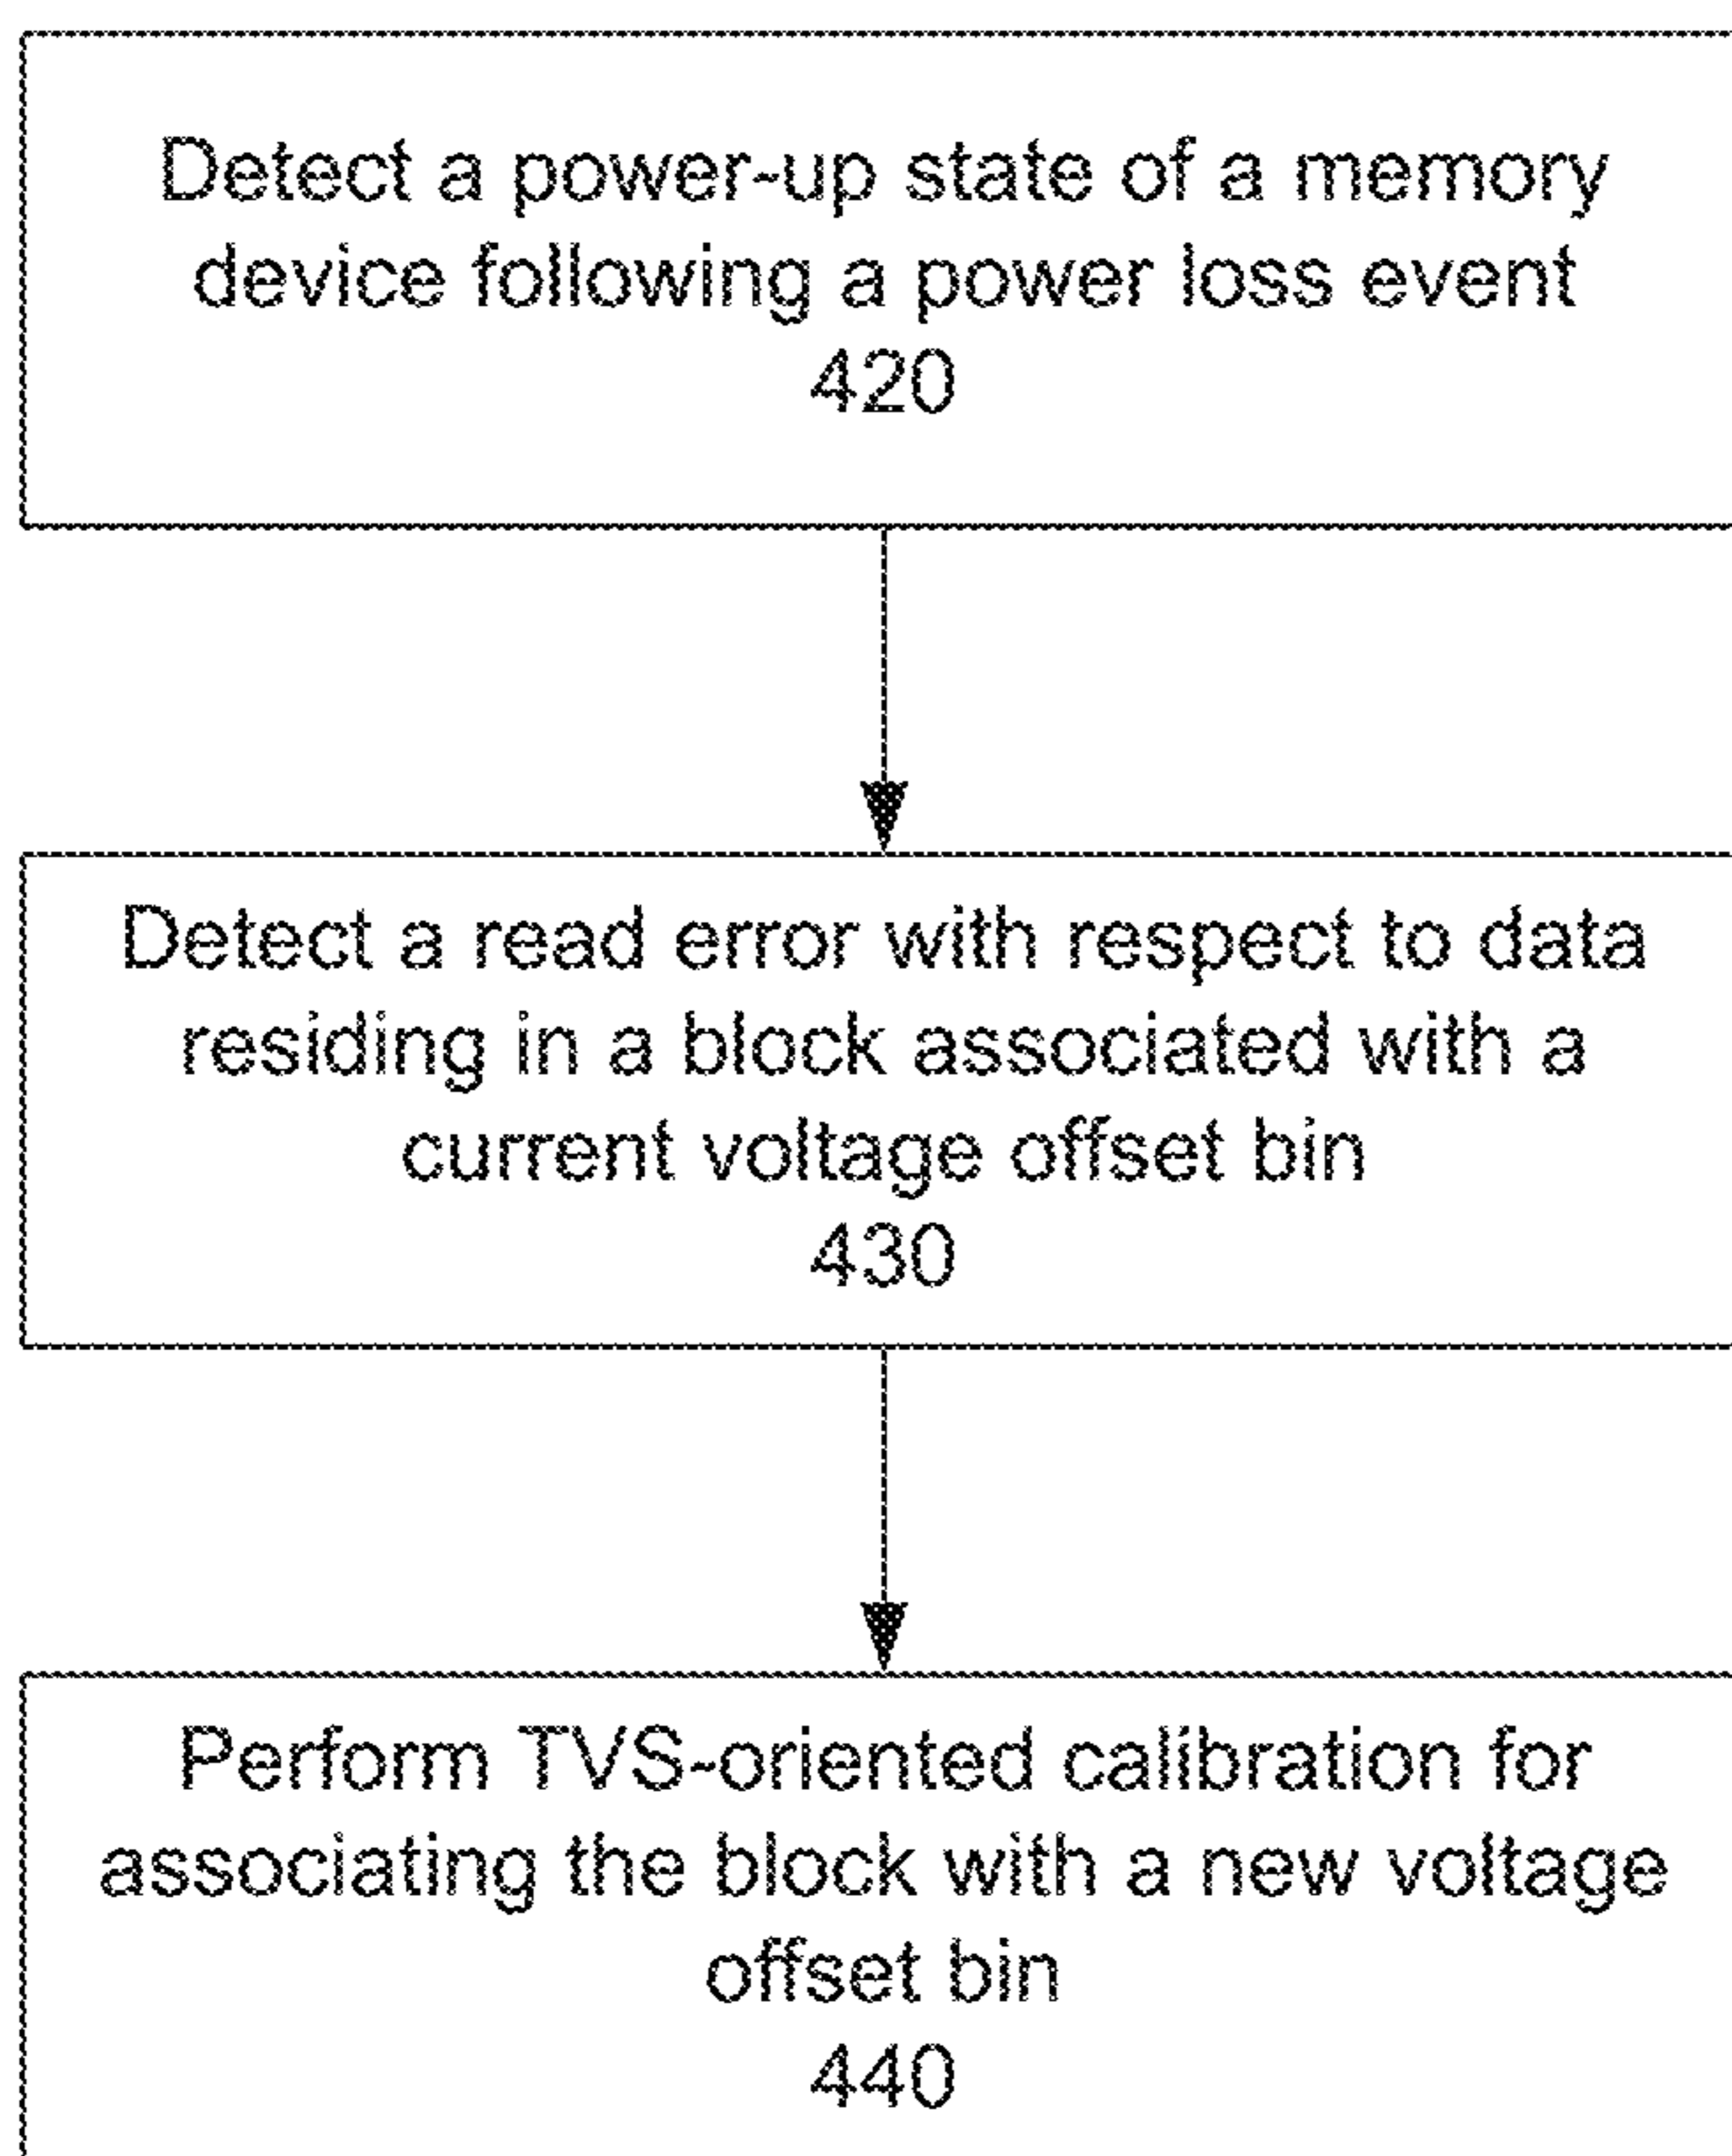 Detect a power-up state of a memory
device following a power loss event
420
Detect a read error with respect to data
residing in a block associated with a
current voltage offset bin
430
Perform TVS-oriented calibration for
associating the block with a new voltage
offset bin
440